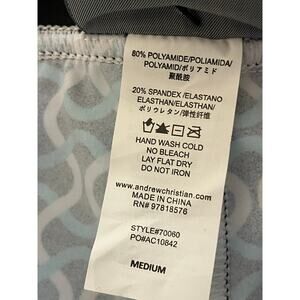 80% POLYAMIDE/POLIAMIDA/
POLYAMID/ポリアミド
聚酰胺
20% SPANDEX/ELASTANO
ELASTHAN/ELASTHAN/
ポリウレタン/弹性纤维
HAND WASH COLD
NO BLEACH
LAY FLAT DRY
DO NOT IRON
www.andrewchristian.com
MADE IN CHINA
RN# 97818576
STYLE#70060
PO#AC10842
MEDIUM